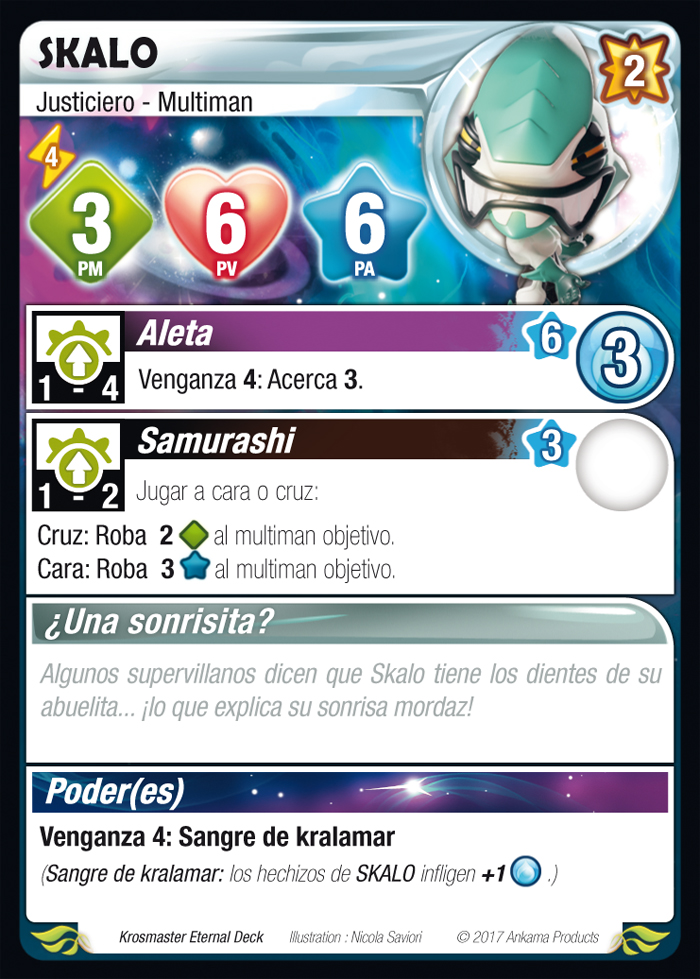 SKALO
2
Justiciero - Multiman
4
3
PM
6
PV
6
PA
Aleta
6
3
1 - 4
Venganza 4: Acerca 3.
Samurashi
3
1 - 2
Jugar a cara o cruz:
Cruz: Roba 2 al multiman objetivo.
Cara: Roba 3 al multiman objetivo.
¿Una sonrisita?
Algunos supervillanos dicen que Skalo tiene los dientes de su
abuelita... ¡lo que explica su sonrisa mordaz!
Poder(es)
Venganza 4: Sangre de kralamar
(Sangre de kralamar: los hechizos de SKALO infligen +1 .)
Krosmaster Eternal Deck Illustration : Nicola Saviori © 2017 Ankama Products